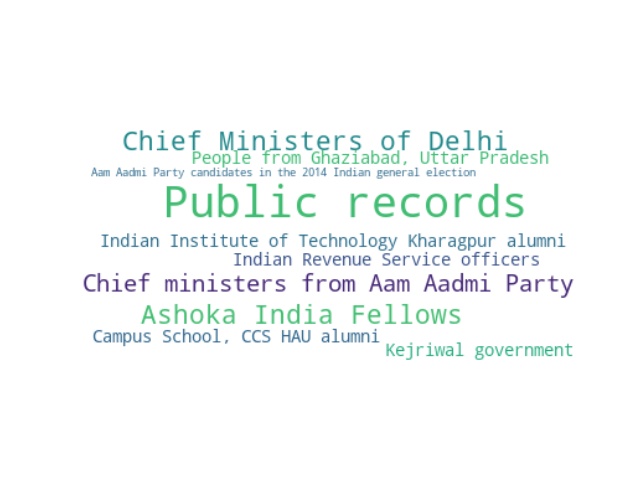 Chief Ministers of Delhi
People from Ghaziabad, Uttar Pradesh
Aam Aadmi Party candidates in the 2014 Indian general election
Public records
Indian Institute of Technology Kharagpur alumni
Indian Revenue Service officers
Chief ministers from Aam Aadmi Party
Ashoka India Fellows
Campus School, CCS HAU alumni
Kejriwal government